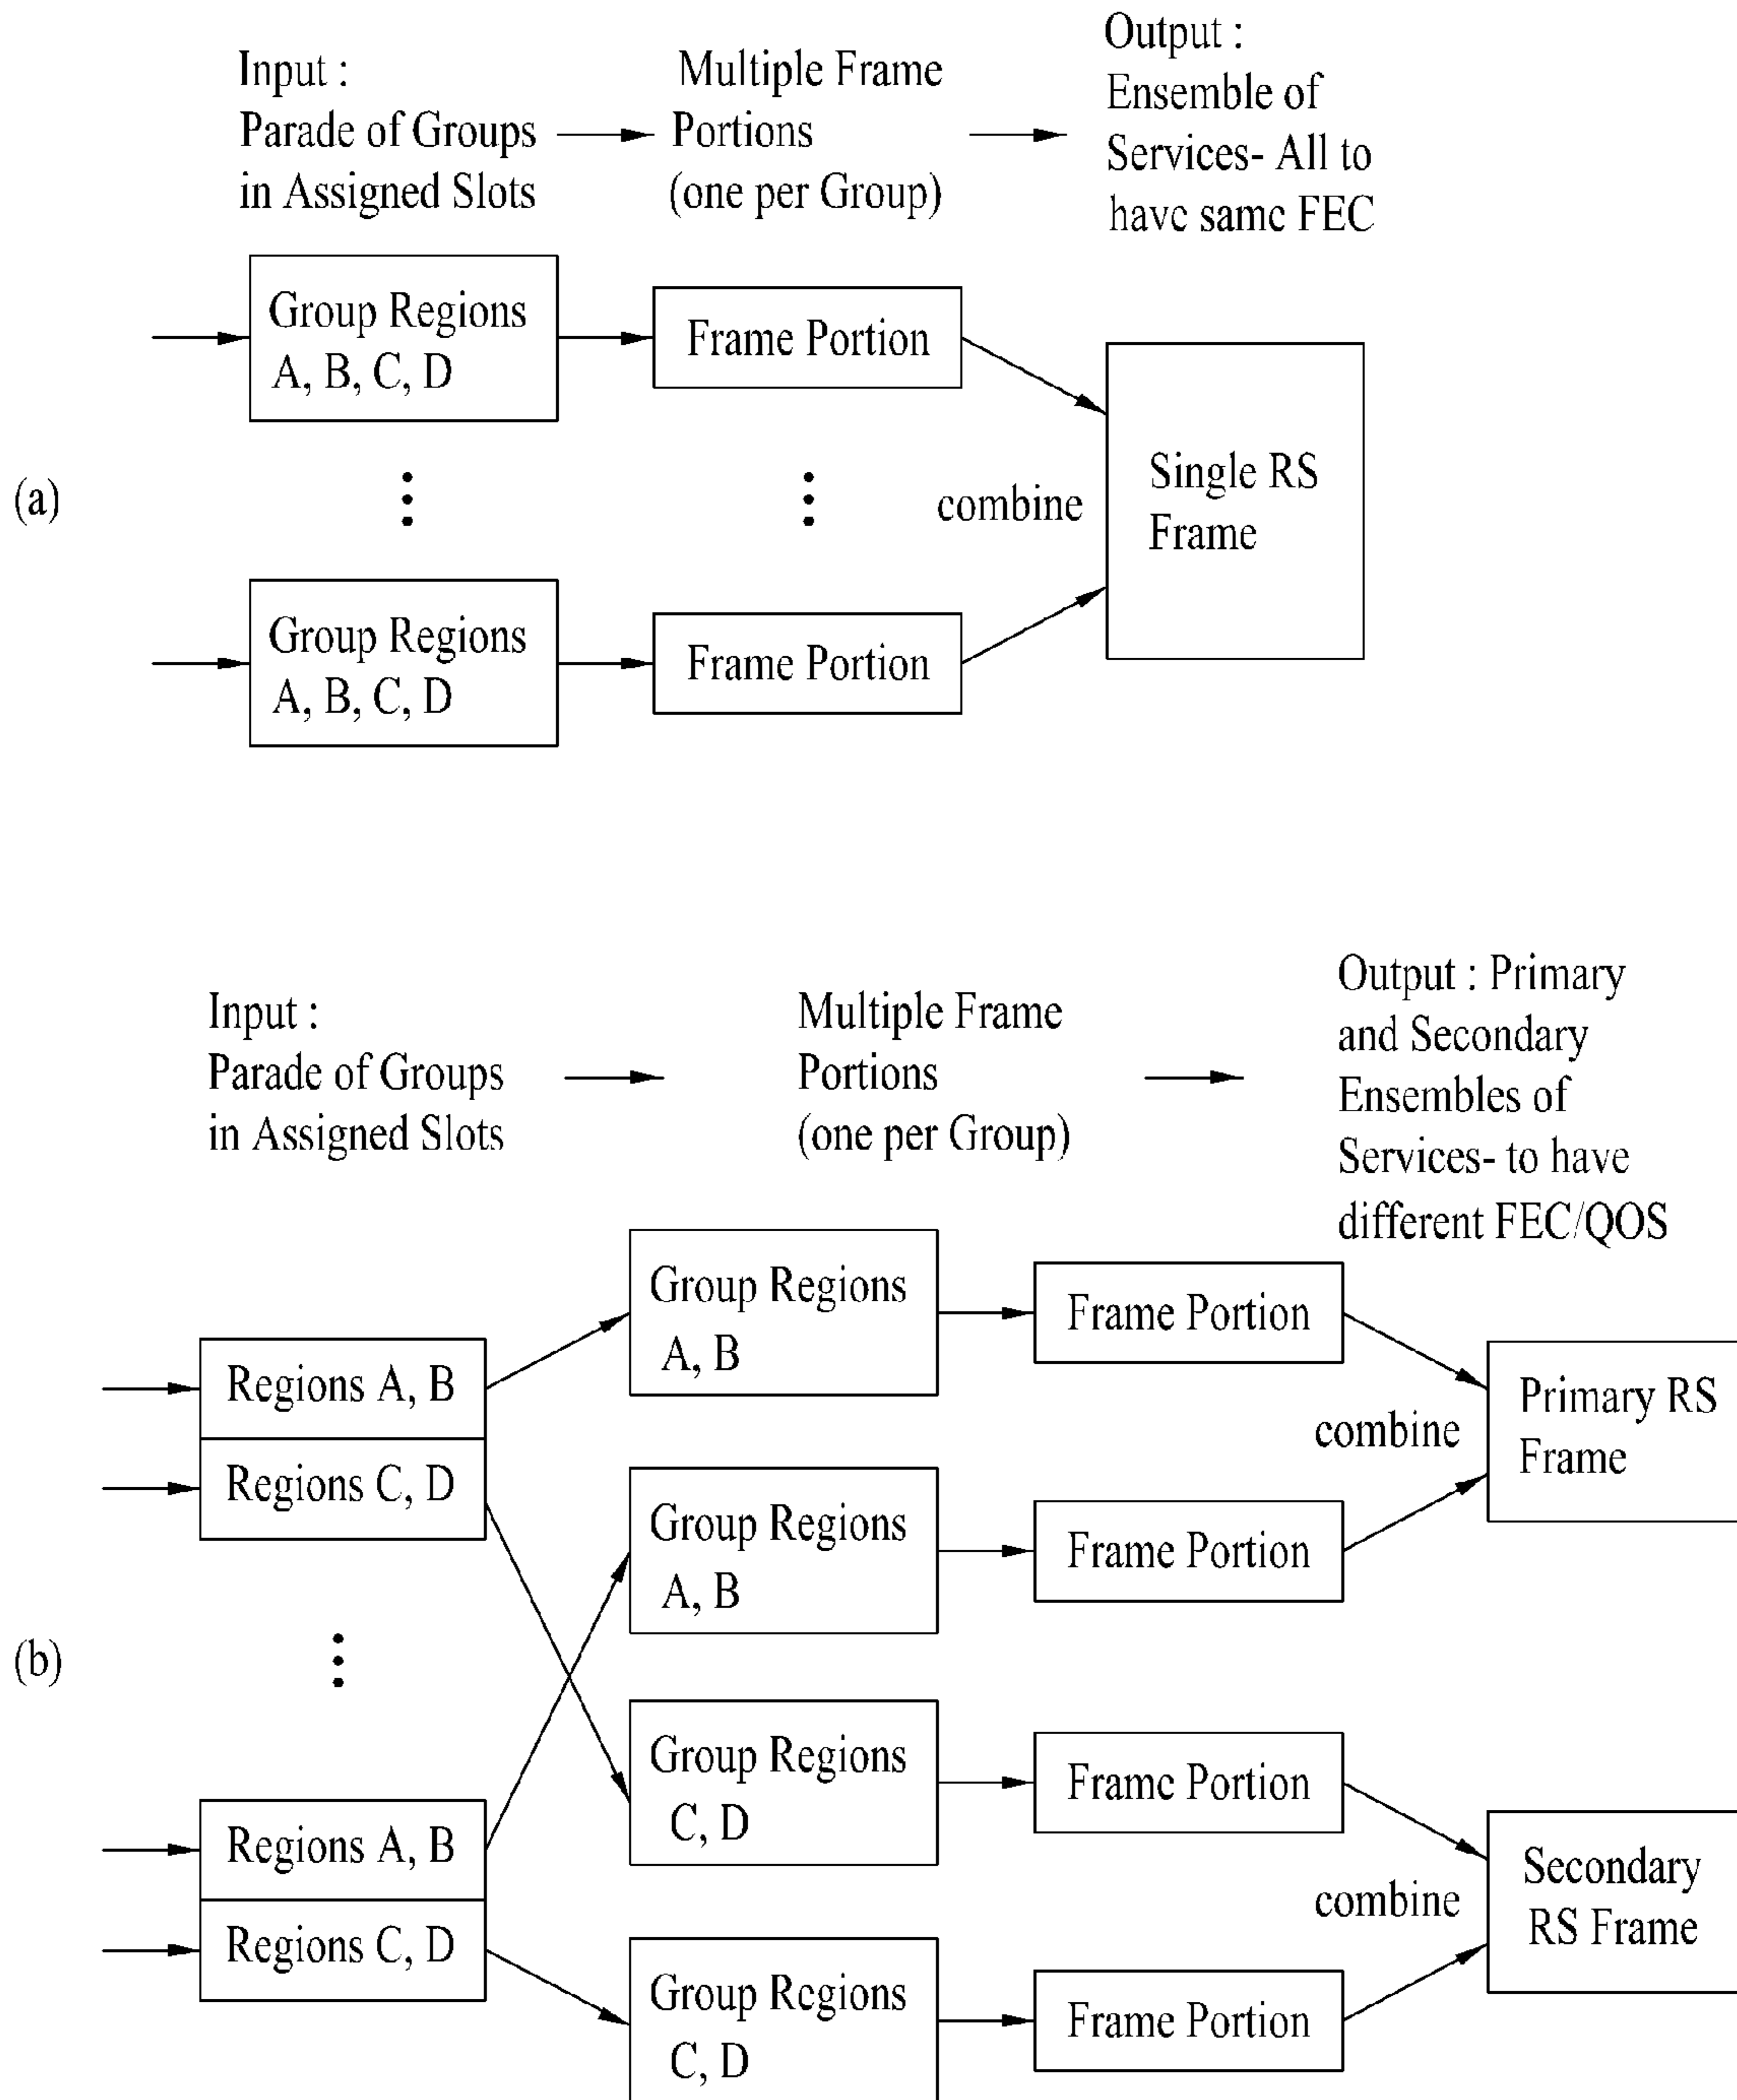 Input :
Parade of Groups
in Assigned Slots
Multiple Frame
Portions
(one per Group)
Output :
Ensemble of
Services- All to
have same FEC
(a)
Group Regions
A, B, C, D
Frame Portion
Group Regions
A, B, C, D
Frame Portion
combine
Single RS
Frame
Input :
Parade of Groups
in Assigned Slots
Multiple Frame
Portions
(one per Group)
Output : Primary
and Secondary
Ensembles of
Services- to have
different FEC/QOS
(b)
Regions A, B
Regions C, D
Regions A, B
Regions C, D
Group Regions
A, B
Frame Portion
Group Regions
A, B
Frame Portion
combine
Primary RS
Frame
Group Regions
C, D
Frame Portion
Group Regions
C, D
Frame Portion
combine
Secondary
RS Frame